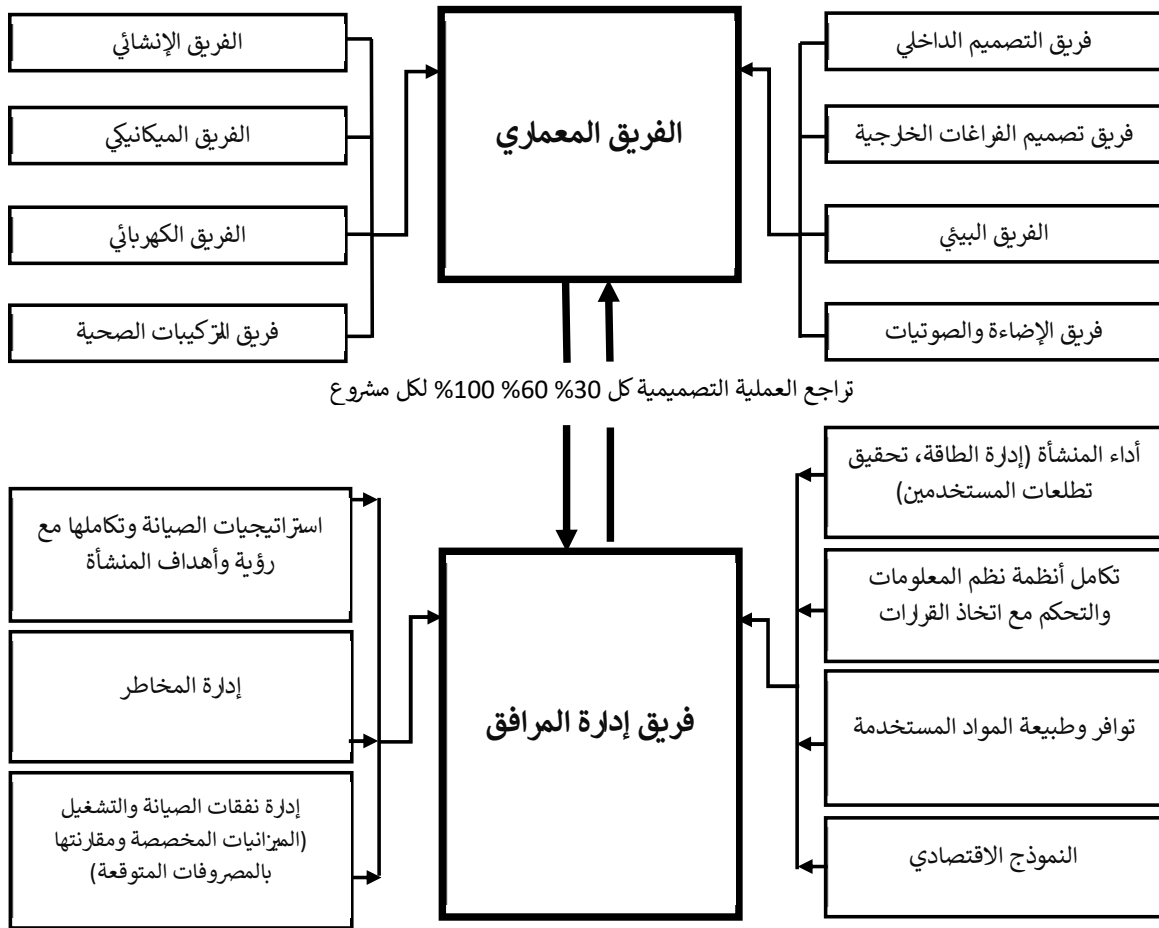 فريق التصميم الداخلي
فريق تصميم الفراغات الخارجية
الفريق البيئي
فريق الإضاءة والصوتيات
الفريق المعماري
الفريق الإنشائي
الفريق الميكانيكي
الفريق الكهربائي
فريق التركيبات الصحية
تراجع العملية التصميمية كل 30% 60% 100% لكل مشروع
أداء المنشأة (إدارة الطاقة، تحقيق
تطلعات المستخدمين)
تكامل أنظمة نظم المعلومات
والتحكم مع اتخاذ القرارات
توافر وطبيعة المواد المستخدمة
النموذج الاقتصادي
فريق إدارة المرافق
استراتيجيات الصيانة وتكاملها مع
رؤية وأهداف المنشأة
إدارة المخاطر
إدارة نفقات الصيانة والتشغيل
(الميزانيات المخصصة ومقارنتها
بالمصروفات المتوقعة)